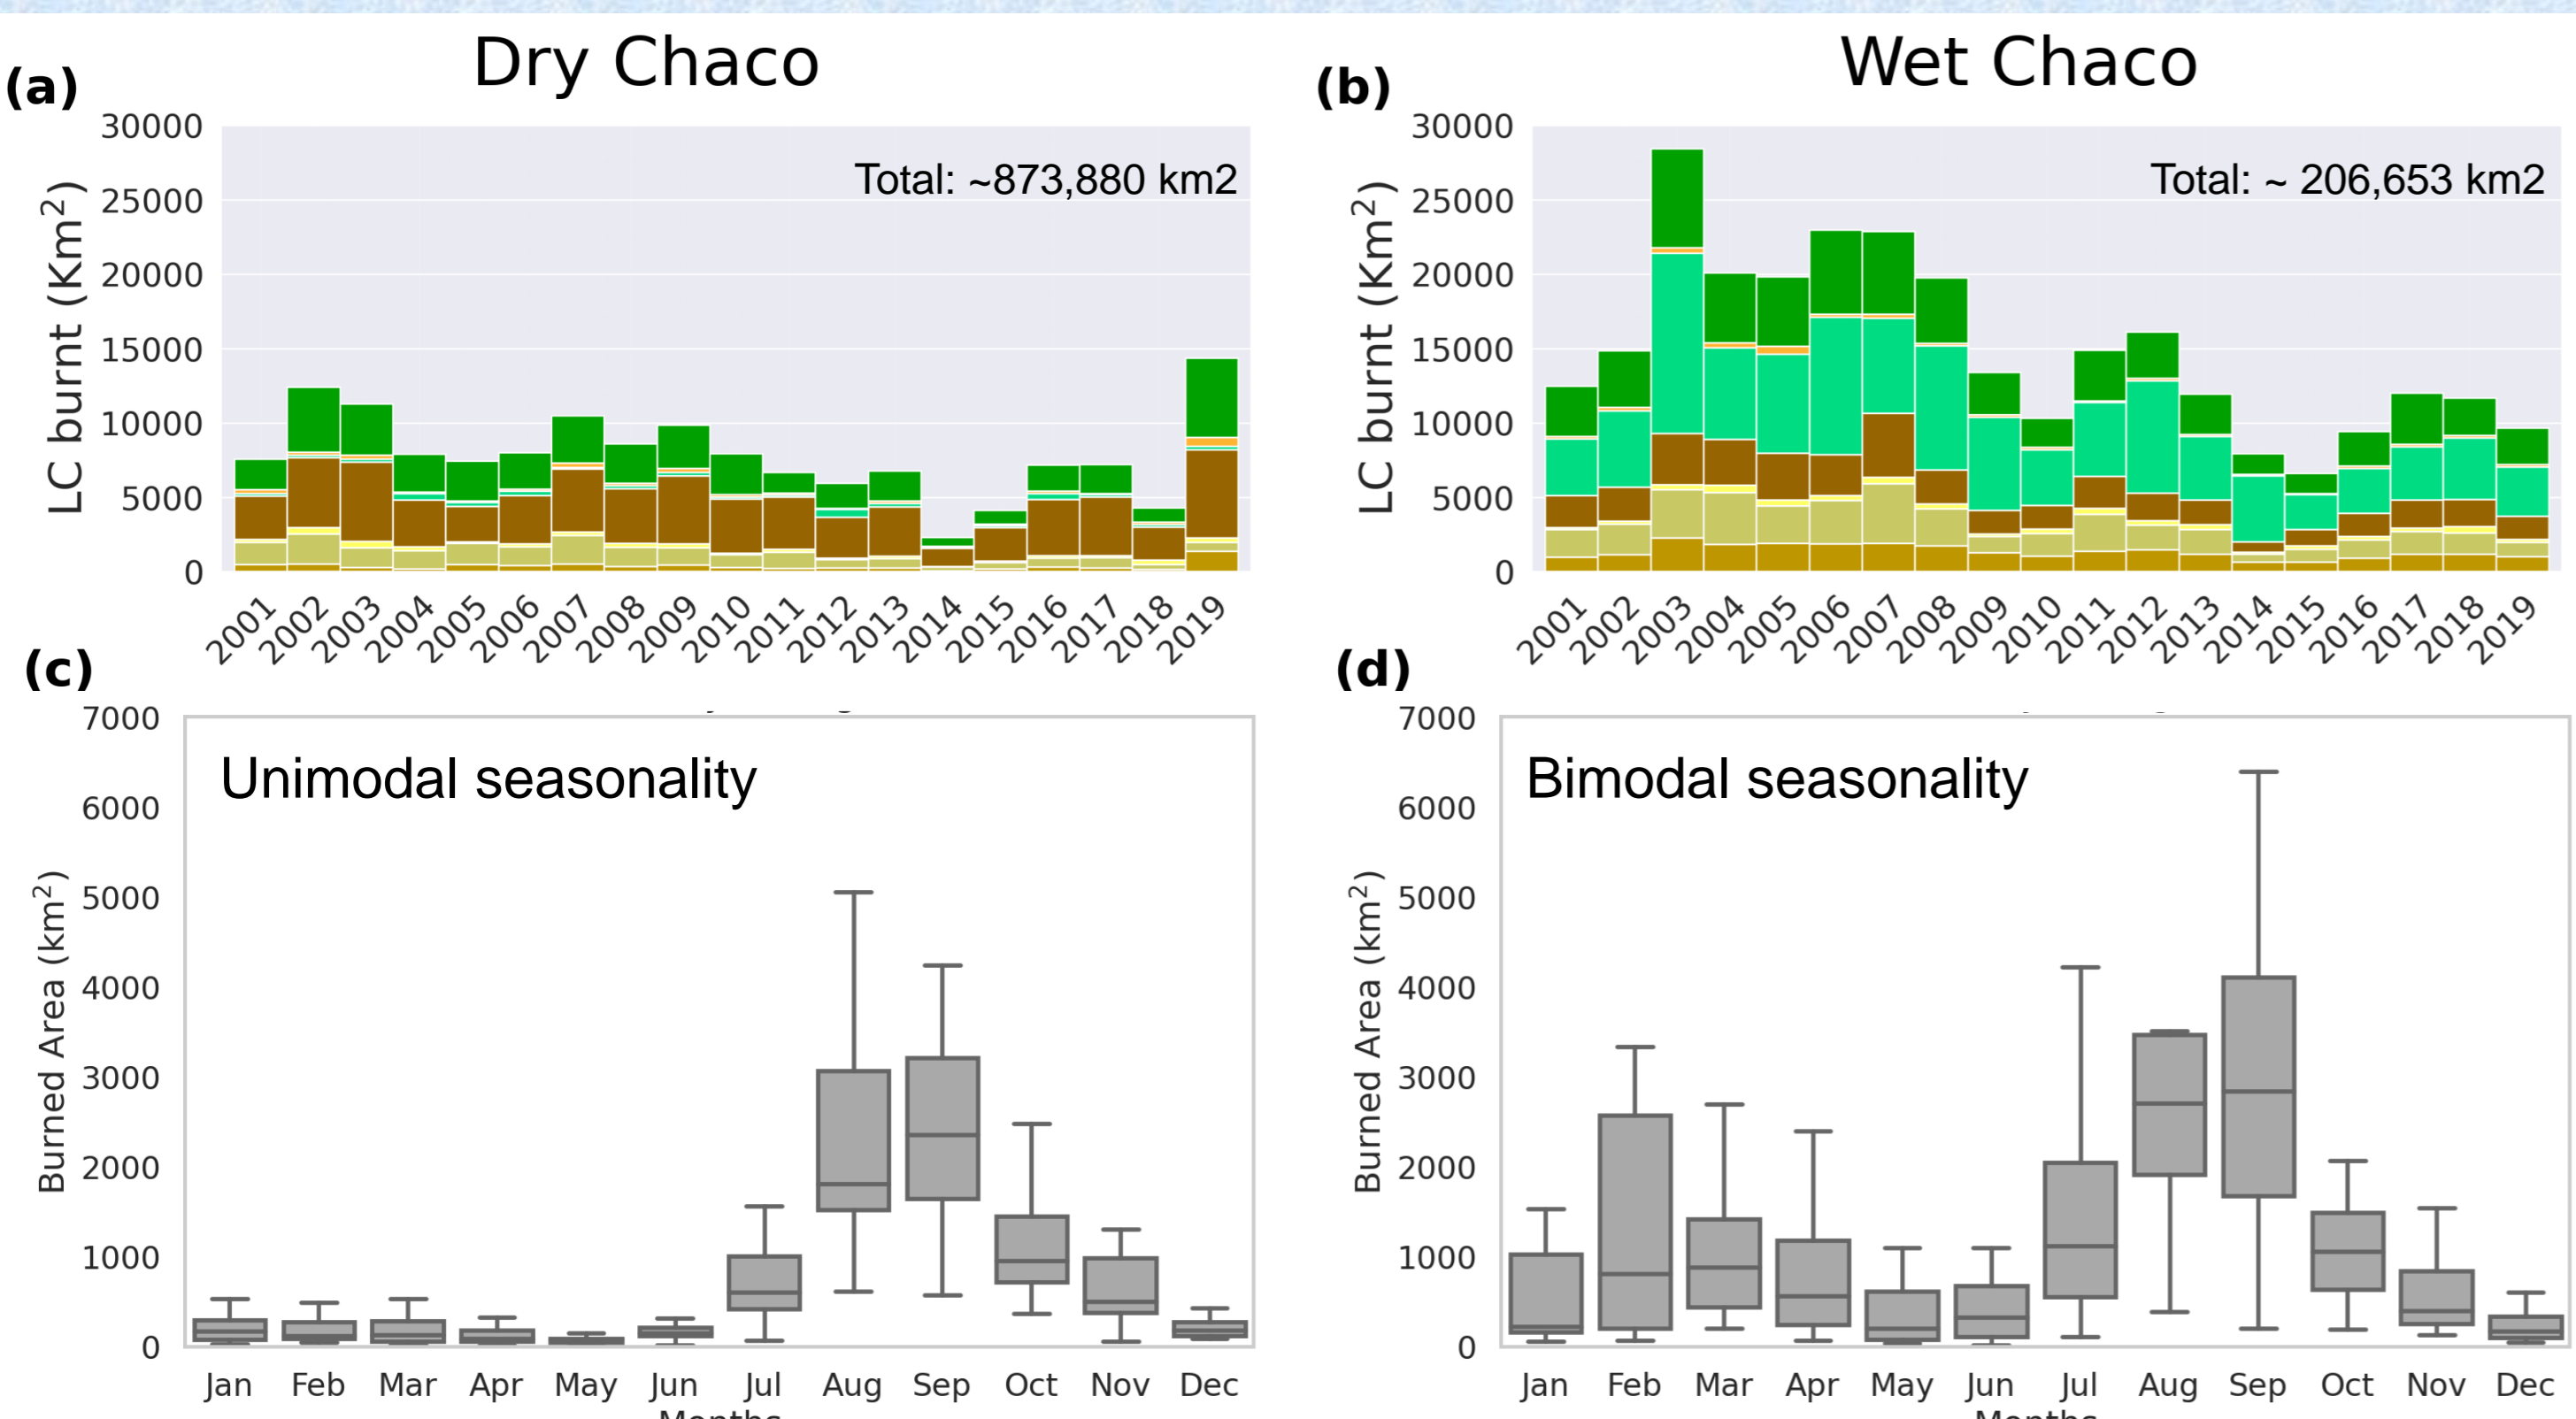 Dry Chaco
Wet Chaco
(a)
(b)
30000
25000
20000
15000
10000
5000
0
LC burnt (Km²)
Total: ~873,880 km2
2001 2002 2003 2004 2005 2006 2007 2008 2009 2010 2011 2012 2013 2014 2015 2016 2017 2018 2019
30000
25000
20000
15000
10000
5000
0
LC burnt (Km²)
Total: ~ 206,653 km2
2001 2002 2003 2004 2005 2006 2007 2008 2009 2010 2011 2012 2013 2014 2015 2016 2017 2018 2019
(c)
7000
6000
5000
4000
3000
2000
1000
0
Burned Area (km²)
Unimodal seasonality
Jan Feb Mar Apr May Jun Jul Aug Sep Oct Nov Dec
Months
(d)
7000
6000
5000
4000
3000
2000
1000
0
Burned Area (km²)
Bimodal seasonality
Jan Feb Mar Apr May Jun Jul Aug Sep Oct Nov Dec
Months